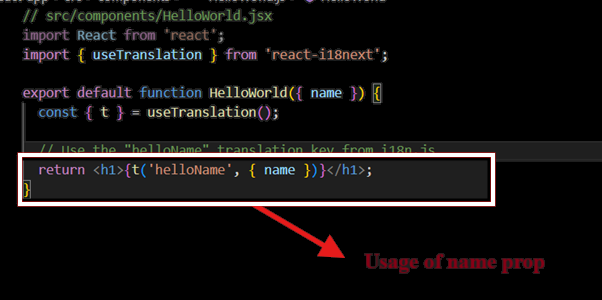 // src/components/HelloWorld.jsx
import React from 'react';
import { useTranslation } from 'react-i18next';
export default function HelloWorld({ name }) {
const { t } = useTranslation();
// Use the "helloName" translation key from i18n.js
return <h1>{t('helloName', { name })}</h1>;
}
Usage of name prop